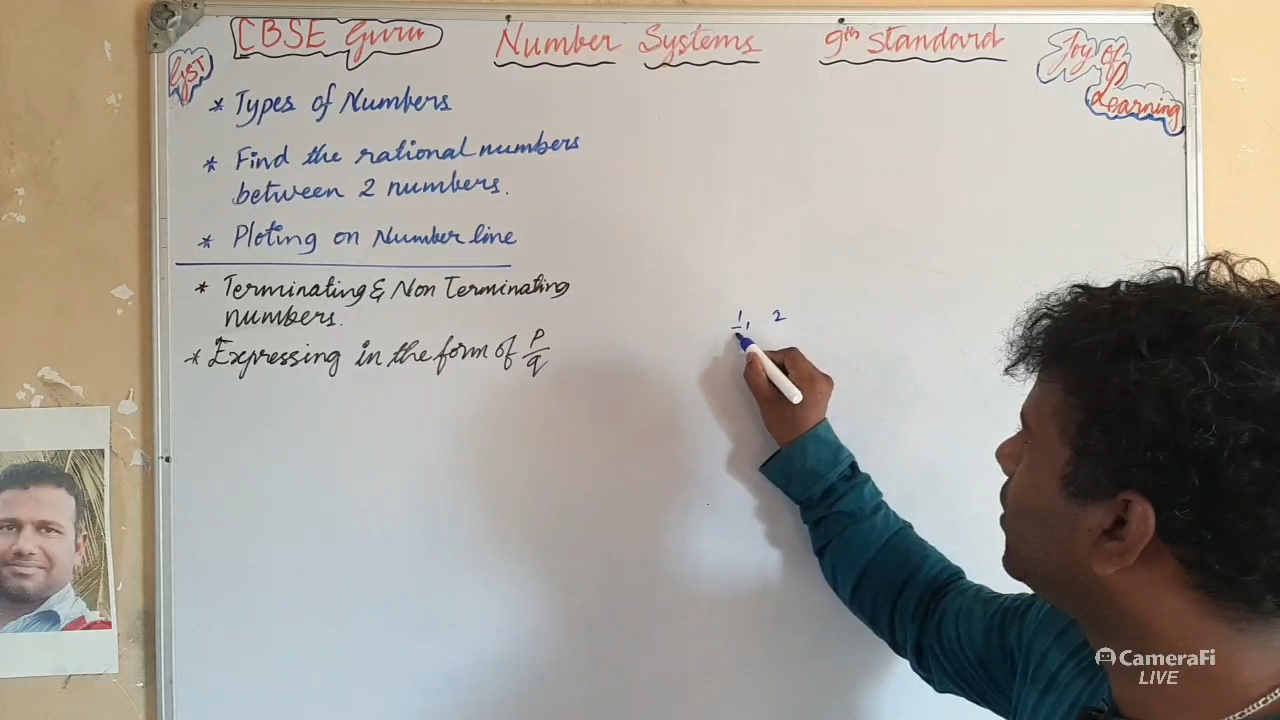 CBSE Guru
Number Systems
9th Standard
GST
Joy of
Learning
* Types of Numbers
* Find the rational numbers
between 2 numbers.
* Ploting on Number line
* Terminating & Non Terminating
numbers.
* Expressing in the form of P/q
1, 2
CameraFi
LIVE